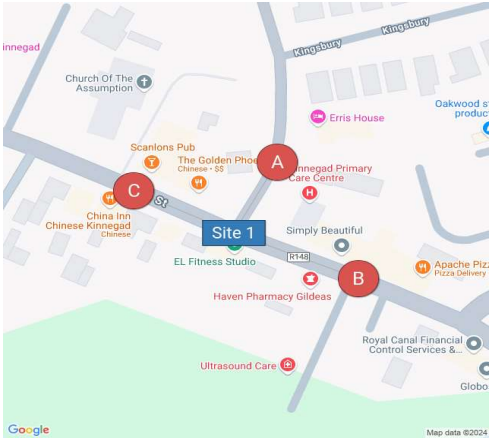 Kingsbury
Kingsbury
innegad
Church Of The
Assumption
Erris House
Oakwood st
product
Scanlons Pub
The Golden Phoe
Chinese • $$
A
nnegad Primary
Care Centre
C
St
China Inn
Chinese Kinnegad
Chinese
Site 1
Simply Beautiful
EL Fitness Studio
R148
B
Apache Pizz
Pizza Delivery
Haven Pharmacy Gildeas
Royal Canal Financial
Control Services &...
Ultrasound Care
Globo
Google
Map data ©2024